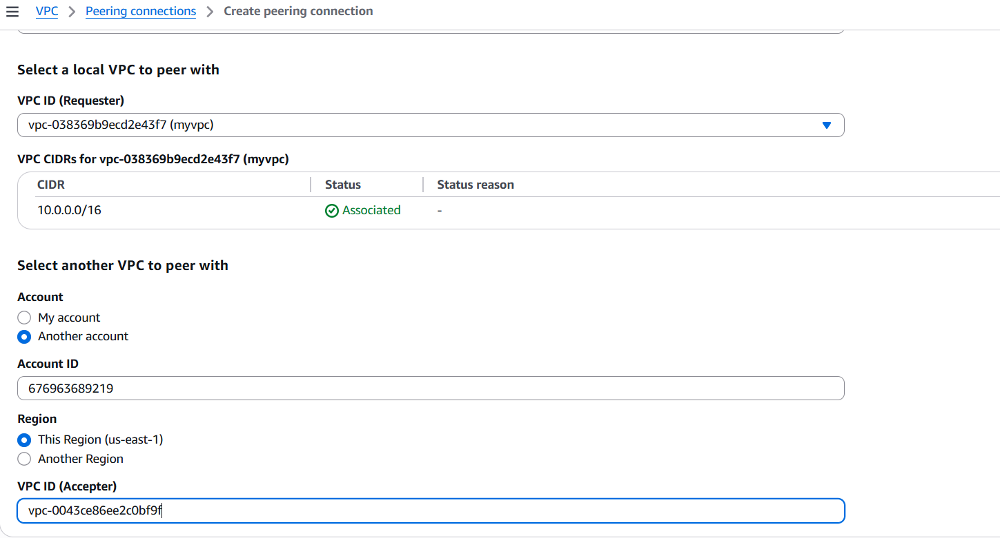 VPC > Peering connections > Create peering connection
Select a local VPC to peer with
VPC ID (Requester)
vpc-038369b9ecd2e43f7 (myvpc)
VPC CIDRs for vpc-038369b9ecd2e43f7 (myvpc)
CIDR Status Status reason
10.0.0.0/16 Associated -
Select another VPC to peer with
Account
My account
Another account
Account ID
676963689219
Region
This Region (us-east-1)
Another Region
VPC ID (Accepter)
vpc-0043ce86ee2c0bf9f